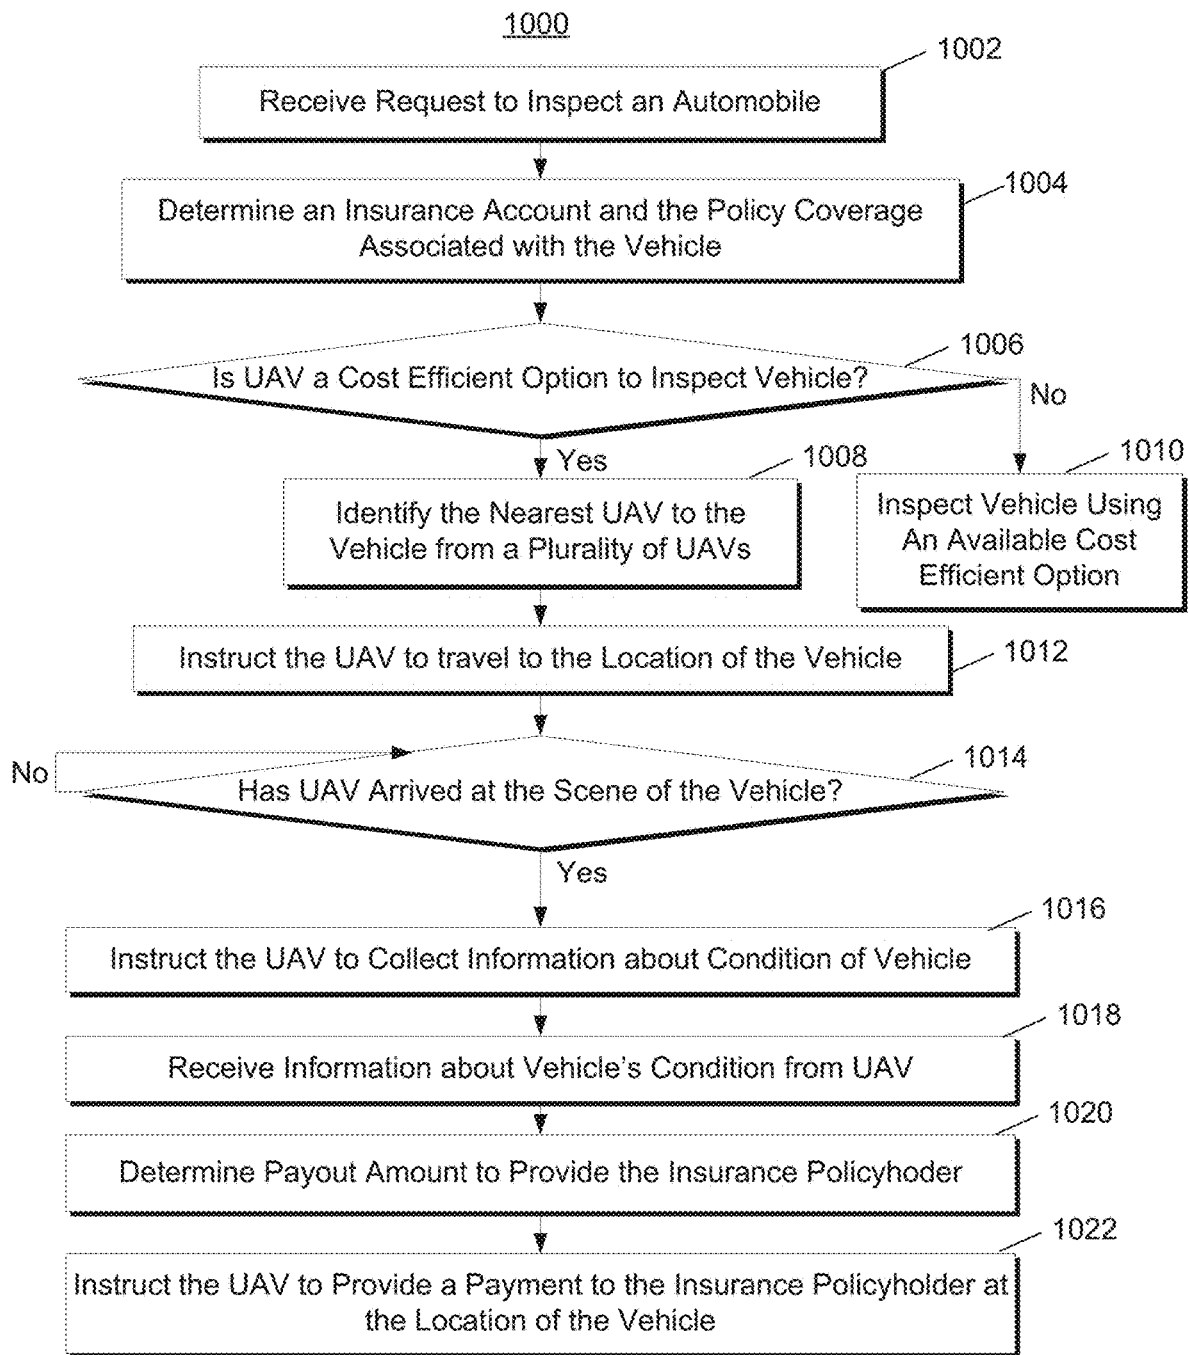 1000
1002
Receive Request to Inspect an Automobile
1004
Determine an Insurance Account and the Policy Coverage
Associated with the Vehicle
1006
Is UAV a Cost Efficient Option to Inspect Vehicle?
No
Yes
1008
Identify the Nearest UAV to the
Vehicle from a Plurality of UAVs
1010
Inspect Vehicle Using
An Available Cost
Efficient Option
Instruct the UAV to travel to the Location of the Vehicle
1012
1014
No
Has UAV Arrived at the Scene of the Vehicle?
Yes
1016
Instruct the UAV to Collect Information about Condition of Vehicle
1018
Receive Information about Vehicle's Condition from UAV
1020
Determine Payout Amount to Provide the Insurance Policyhoder
1022
Instruct the UAV to Provide a Payment to the Insurance Policyholder at
the Location of the Vehicle